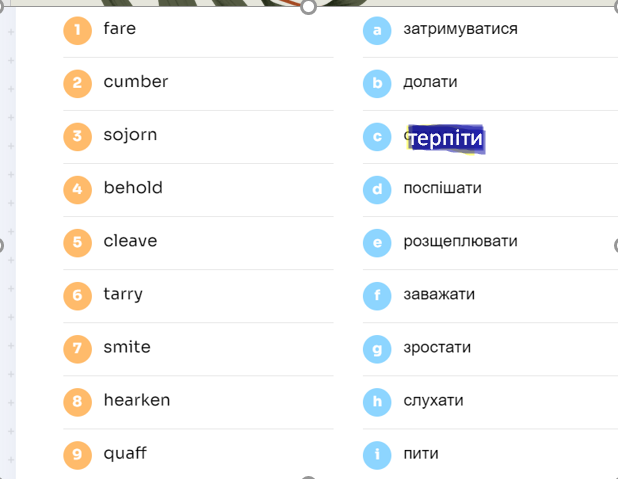 1 fare
a затримуватися
2 cumber
b долати
3 sojorn
c терпіти
4 behold
d поспішати
5 cleave
e розщеплювати
6 tarry
f заважати
7 smite
g зростати
8 hearken
h слухати
9 quaff
i пити